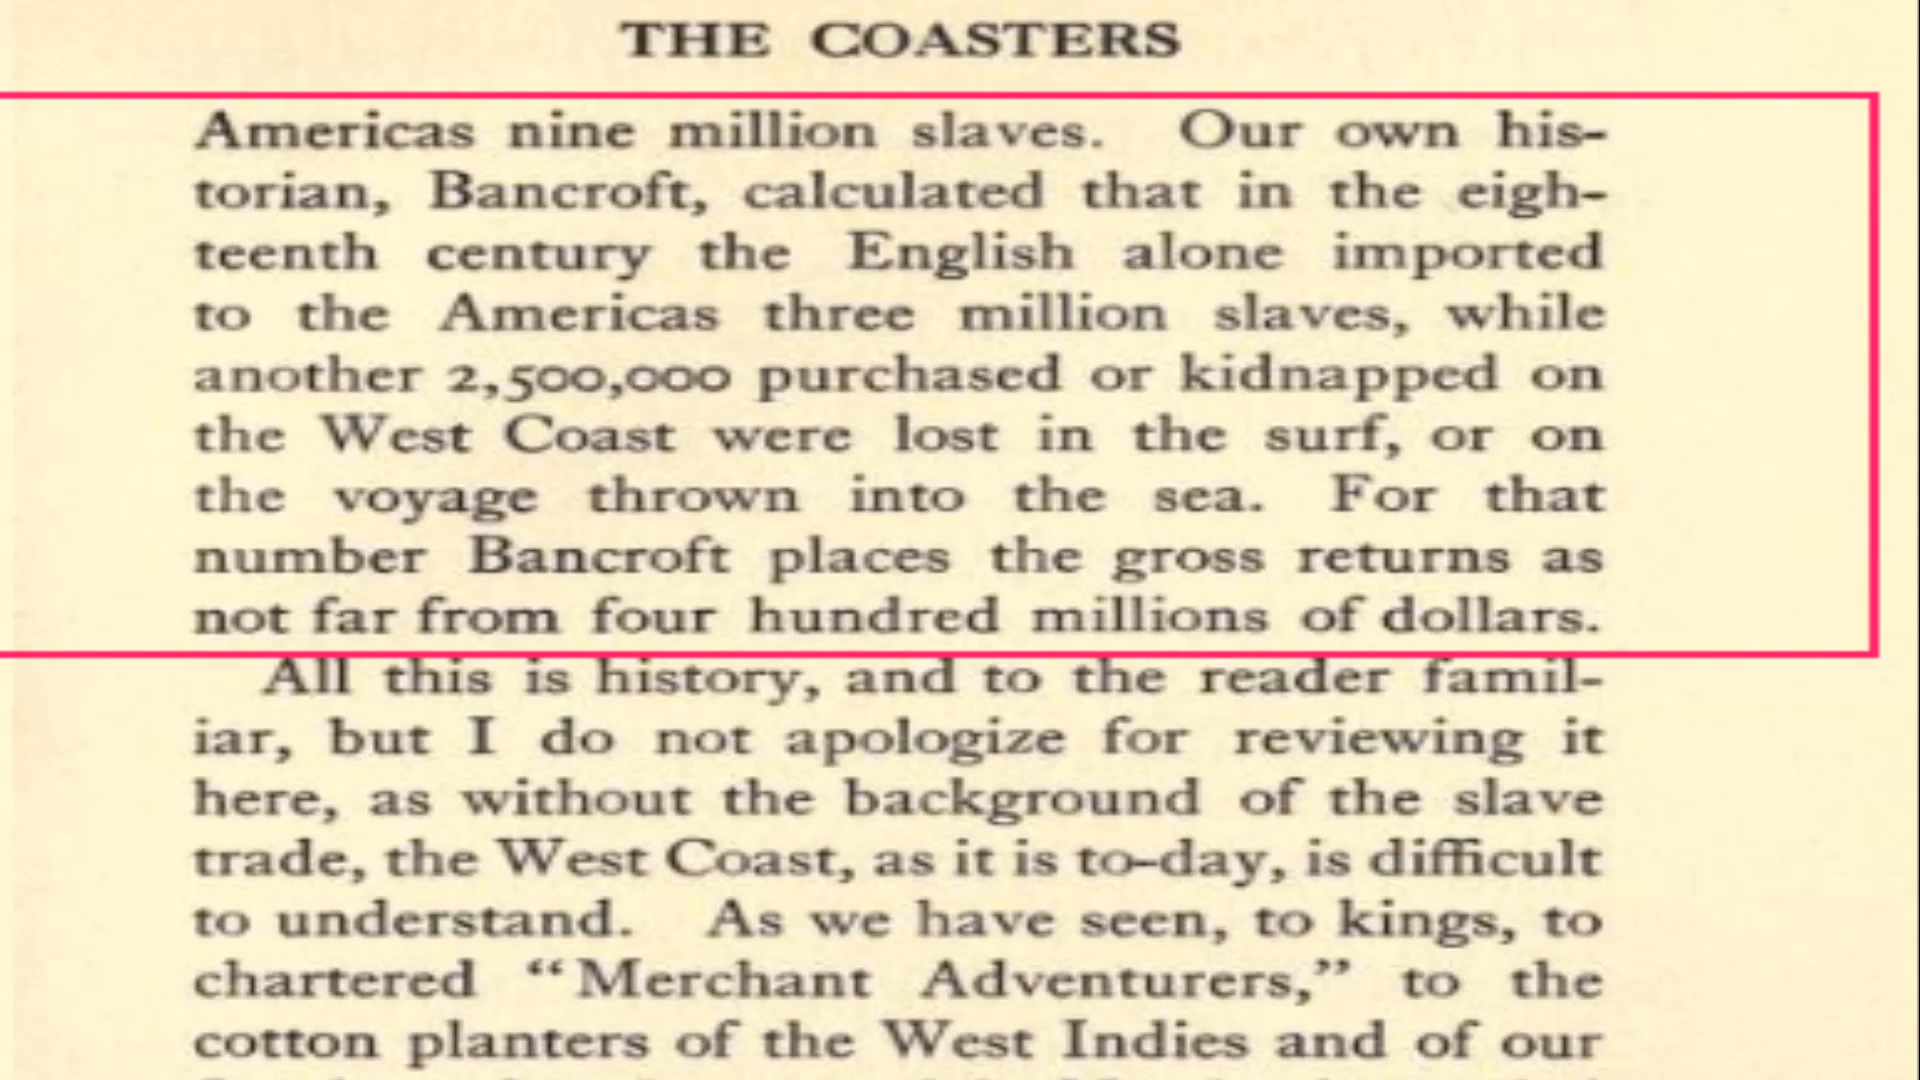 THE COASTERS
Americas nine million slaves. Our own his-
torian, Bancroft, calculated that in the eigh-
teenth century the English alone imported
to the Americas three million slaves, while
another 2,500,000 purchased or kidnapped on
the West Coast were lost in the surf, or on
the voyage thrown into the sea. For that
number Bancroft places the gross returns as
not far from four hundred millions of dollars.
All this is history, and to the reader famil-
iar, but I do not apologize for reviewing it
here, as without the background of the slave
trade, the West Coast, as it is to-day, is difficult
to understand. As we have seen, to kings, to
chartered “Merchant Adventurers,” to the
cotton planters of the West Indies and of our